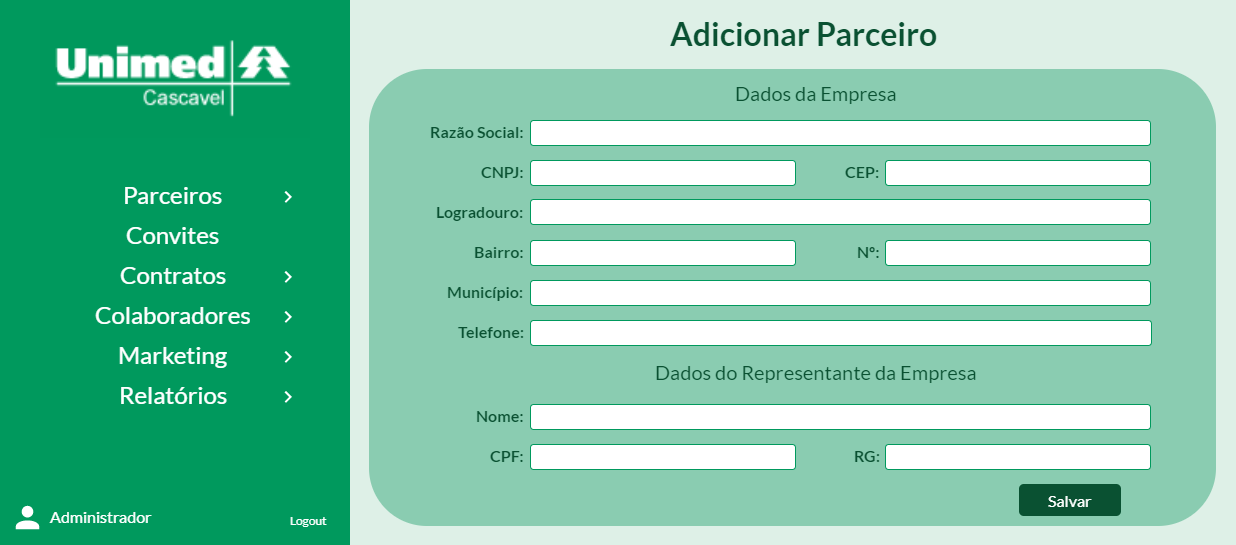 Unimed
Cascavel
Parceiros
Convites
Contratos
Colaboradores
Marketing
Relatórios
Administrador
Logout
Adicionar Parceiro
Dados da Empresa
Razão Social:
CNPJ: CEP:
Logradouro:
Bairro: Nº:
Município:
Telefone:
Dados do Representante da Empresa
Nome:
CPF: RG:
Salvar